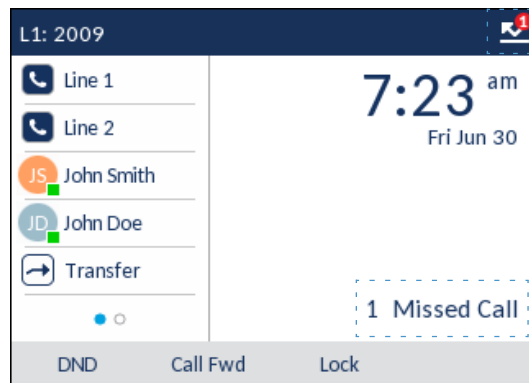 L1: 2009
1
Line 1
Line 2
JS John Smith
JD John Doe
Transfer
7:23 am
Fri Jun 30
1 Missed Call
DND Call Fwd Lock